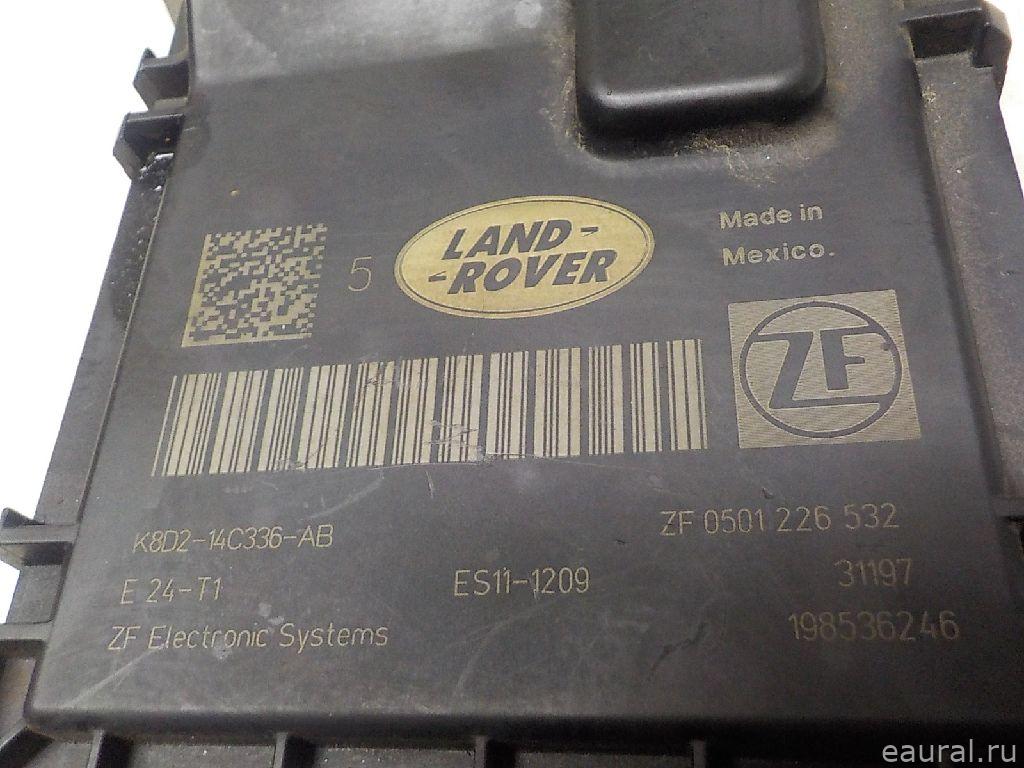 5
LAND-
-ROVER
Made in
Mexico.
ZF
K8D2-14C336-AB
ZF 0501 226 532
E 24-T1
ES11-1209
31197
ZF Electronic Systems
198536246
eaural.ru